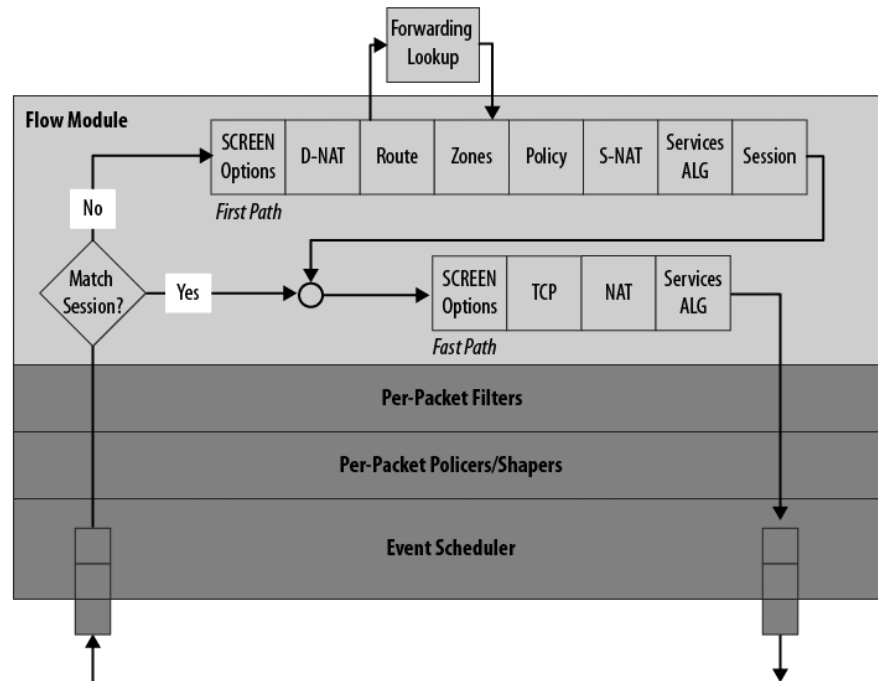 Forwarding
Lookup
Flow Module
SCREEN
Options
D-NAT
Route
Zones
Policy
S-NAT
Services
ALG
Session
First Path
No
Match
Session?
Yes
SCREEN
Options
TCP
NAT
Services
ALG
Fast Path
Per-Packet Filters
Per-Packet Policers/Shapers
Event Scheduler